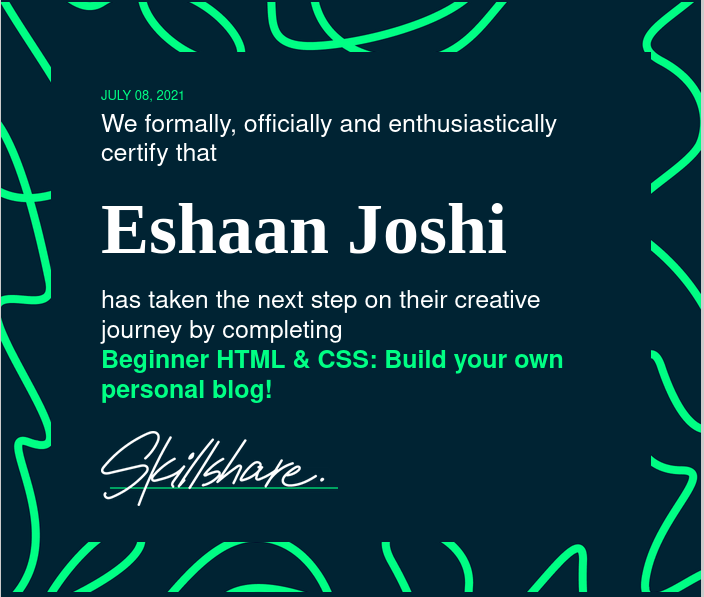 JULY 08, 2021
We formally, officially and enthusiastically
certify that
Eshaan Joshi
has taken the next step on their creative
journey by completing
Beginner HTML & CSS: Build your own
personal blog!
Skillshare.